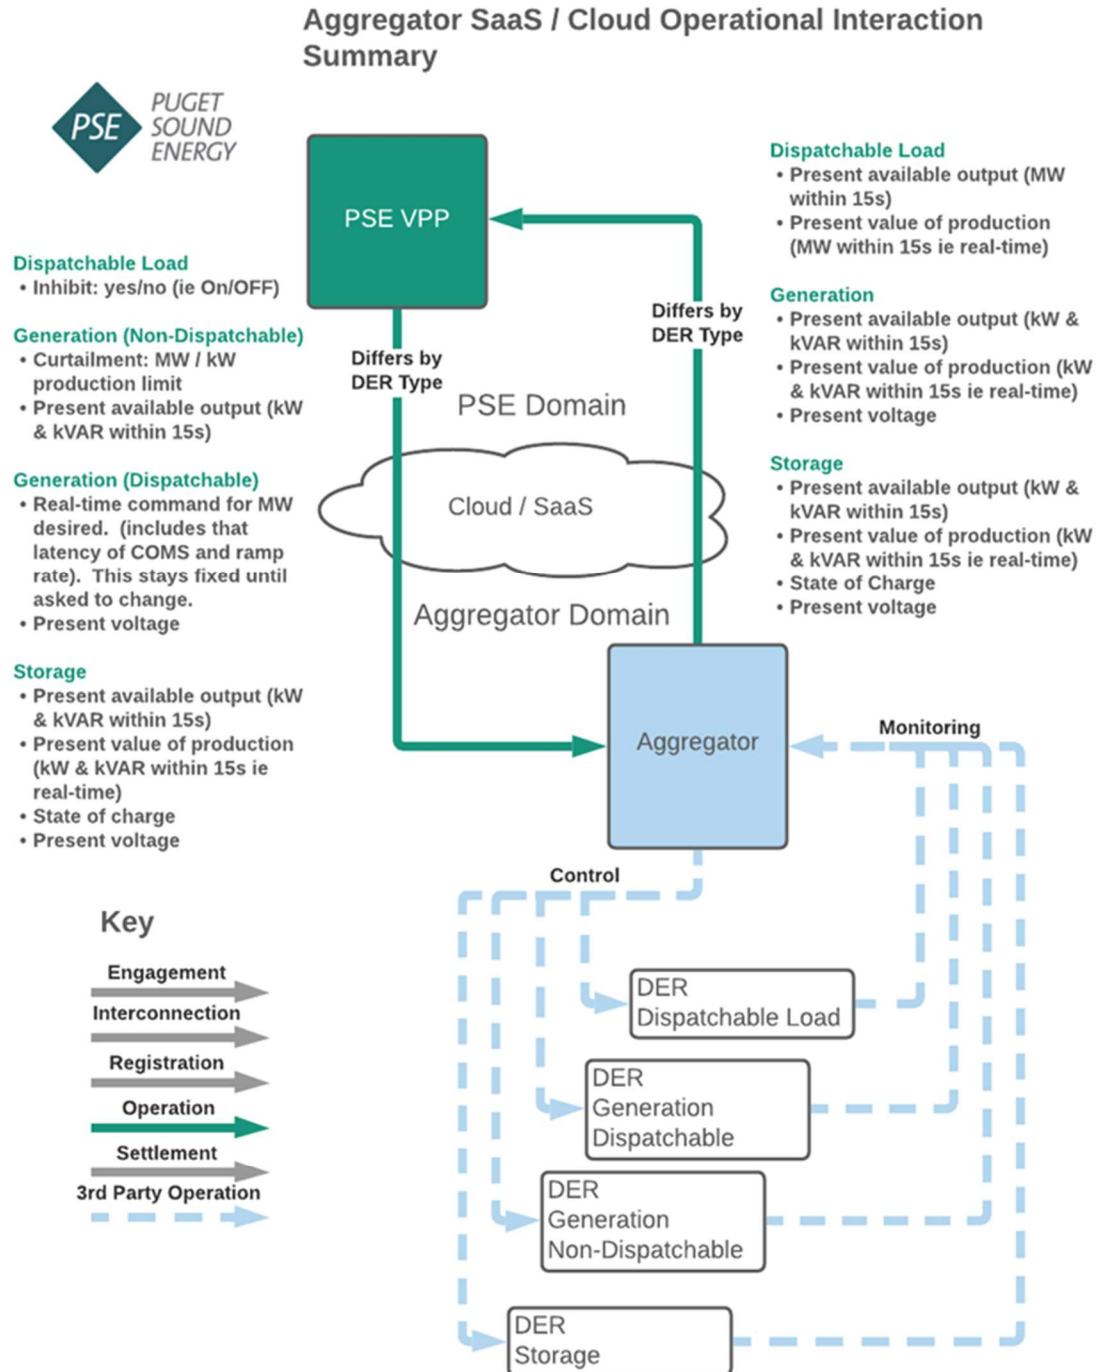 Aggregator SaaS / Cloud Operational Interaction
Summary
PSE
PUGET
SOUND
ENERGY
PSE VPP
Dispatchable Load
• Present available output (MW
within 15s)
• Present value of production
(MW within 15s ie real-time)
Generation
• Present available output (kW &
kVAR within 15s)
• Present value of production (kW
& kVAR within 15s ie real-time)
• Present voltage
Storage
• Present available output (kW &
kVAR within 15s)
• Present value of production (kW
& kVAR within 15s ie real-time)
• State of Charge
• Present voltage
Dispatchable Load
• Inhibit: yes/no (ie On/OFF)
Generation (Non-Dispatchable)
• Curtailment: MW / kW
production limit
• Present available output (kW
& kVAR within 15s)
Generation (Dispatchable)
• Real-time command for MW
desired. (includes that
latency of COMS and ramp
rate). This stays fixed until
asked to change.
• Present voltage
Storage
• Present available output (kW
& kVAR within 15s)
• Present value of production
(kW & kVAR within 15s ie
real-time)
• State of charge
• Present voltage
Differs by
DER Type
Differs by
DER Type
PSE Domain
Cloud / SaaS
Aggregator Domain
Aggregator
Monitoring
Control
Key
Engagement
Interconnection
Registration
Operation
Settlement
3rd Party Operation
DER
Dispatchable Load
DER
Generation
Dispatchable
DER
Generation
Non-Dispatchable
DER
Storage